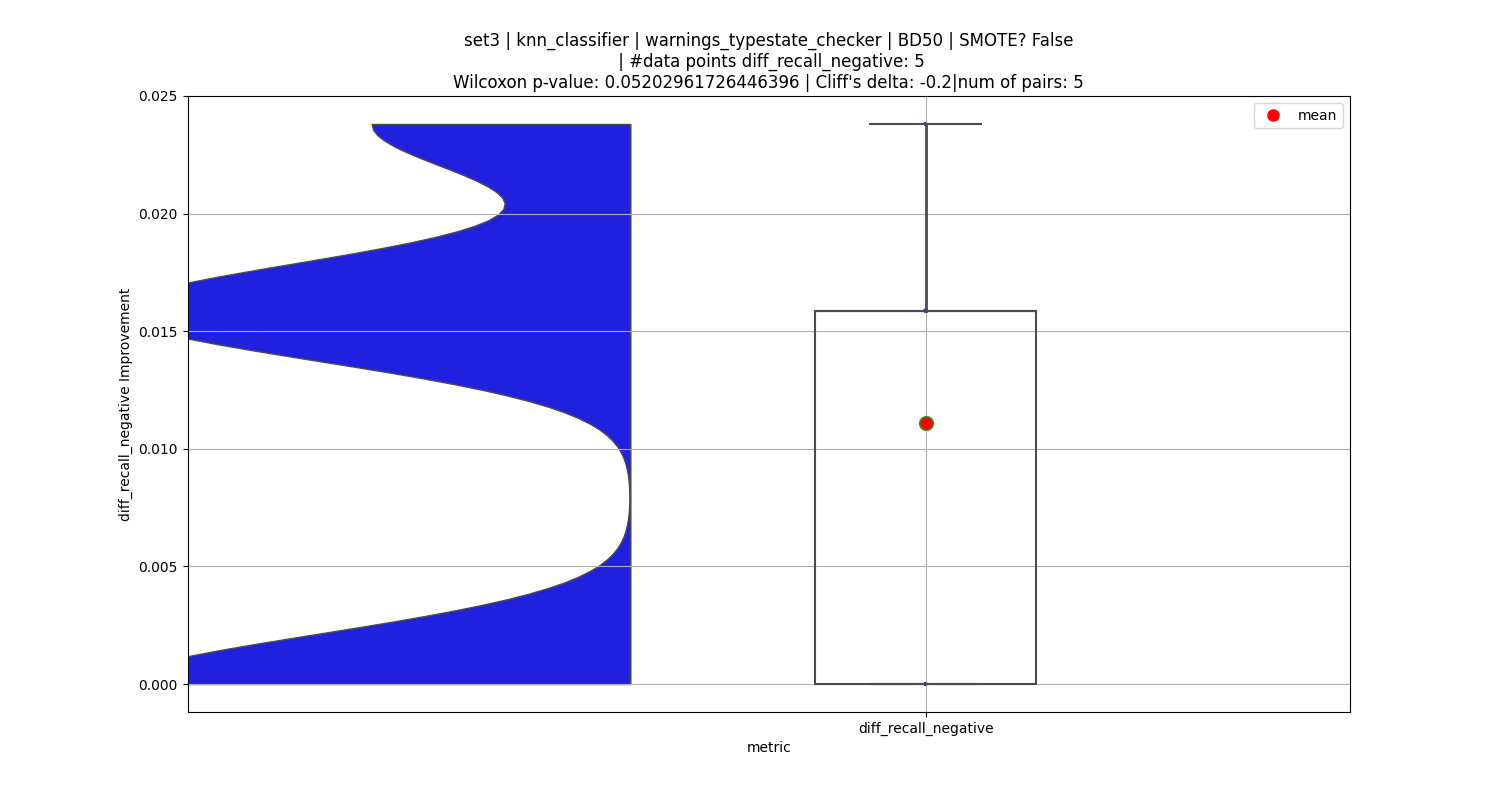 set3 | knn_classifier | warnings_typestate_checker | BD50 | SMOTE? False
| #data points diff_recall_negative: 5
Wilcoxon p-value: 0.05202961726446396 | Cliff's delta: -0.2|num of pairs: 5
mean
0.025
0.020
0.015
0.010
0.005
0.000
diff_recall_negative Improvement
diff_recall_negative
metric